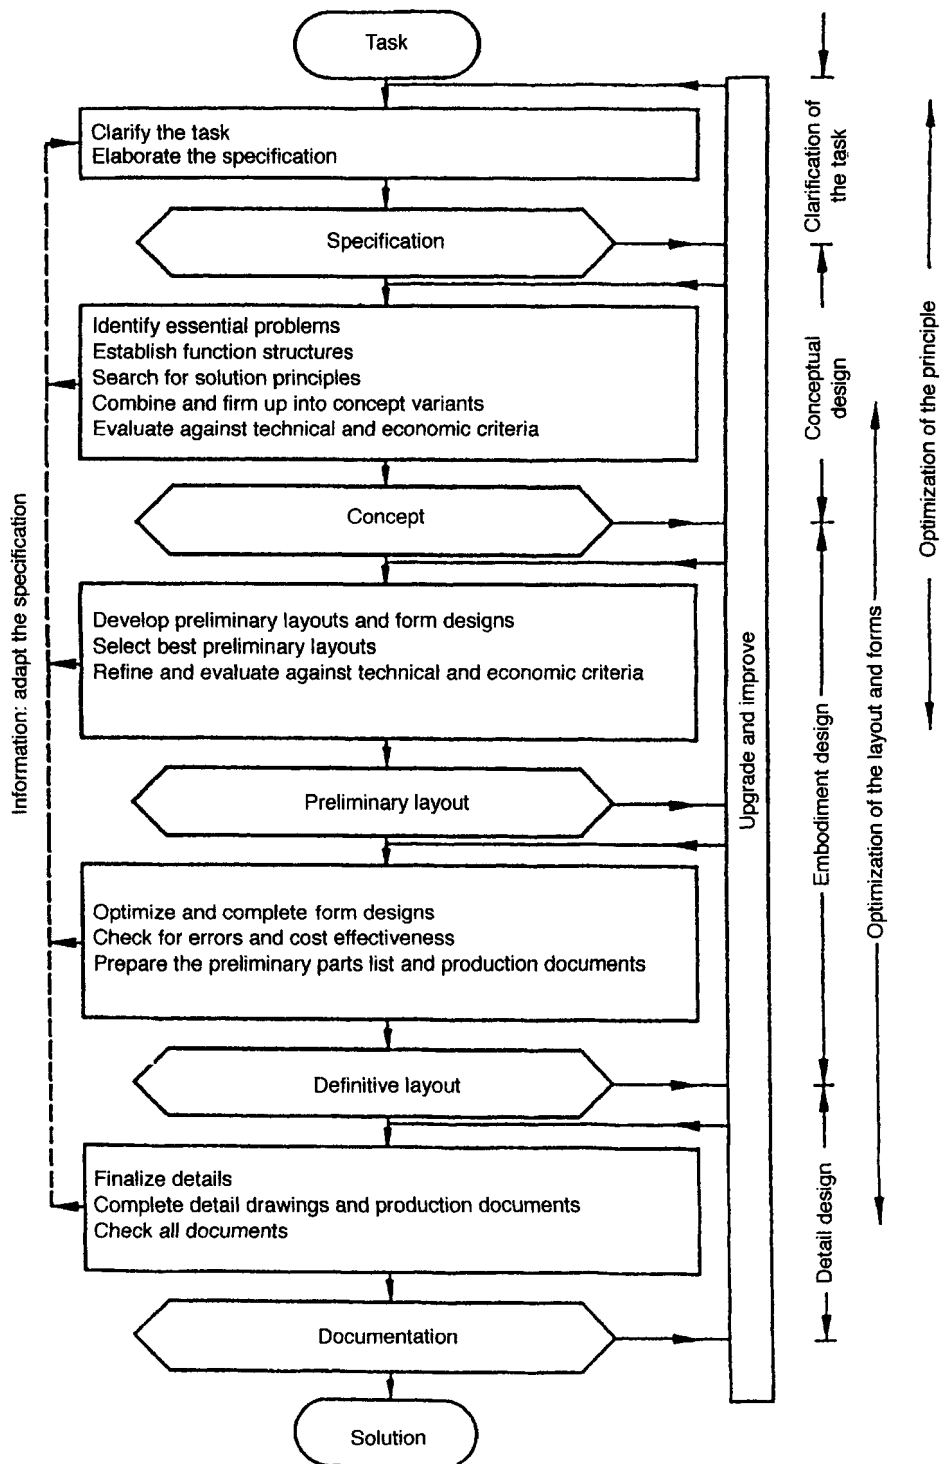 Task
Clarify the task
Elaborate the specification
Specification
Identify essential problems
Establish function structures
Search for solution principles
Combine and firm up into concept variants
Evaluate against technical and economic criteria
Concept
Develop preliminary layouts and form designs
Select best preliminary layouts
Refine and evaluate against technical and economic criteria
Preliminary layout
Optimize and complete form designs
Check for errors and cost effectiveness
Prepare the preliminary parts list and production documents
Definitive layout
Finalize details
Complete detail drawings and production documents
Check all documents
Documentation
Solution
Information: adapt the specification
Upgrade and improve
Clarification of
the task
Conceptual
design
Embodiment design
Detail design
Optimization of the layout and forms
Optimization of the principle